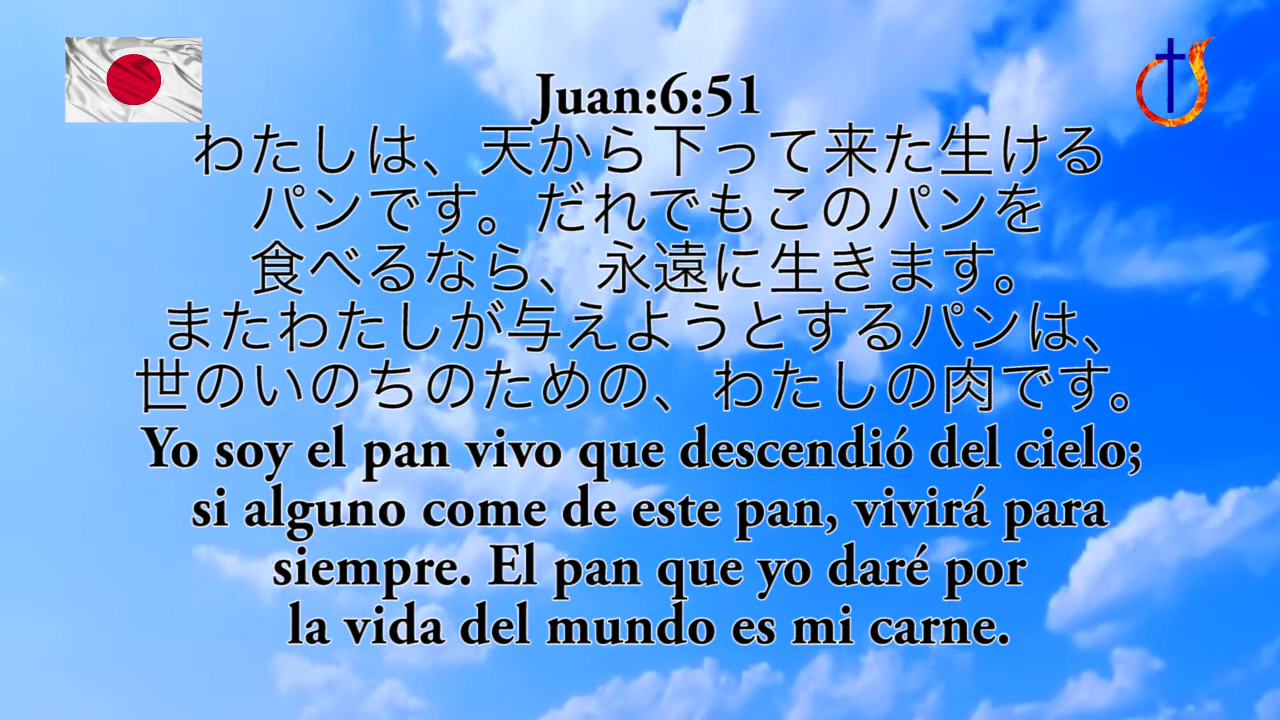 Juan:6:51
わたしは、天から下って来た生ける
パンです。だれでもこのパンを
食べるなら、永遠に生きます。
またわたしが与えようとするパンは、
世のいのちのための、わたしの肉です。
Yo soy el pan vivo que descendió del cielo;
si alguno come de este pan, vivirá para
siempre. El pan que yo daré por
la vida del mundo es mi carne.